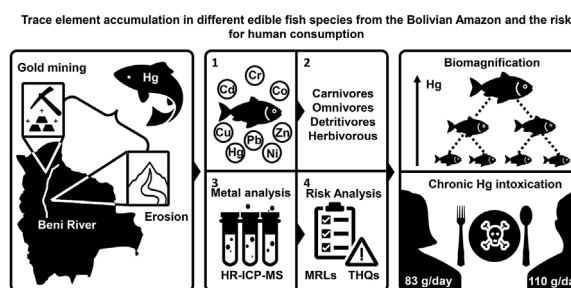 Trace element accumulation in different edible fish species from the Bolivian Amazon and the risk
for human consumption
Gold mining
Hg
Beni River
Erosion
1
Cr
Cd
Co
Cu
Zn
Pb
Hg
Ni
2
Carnivores
Omnivores
Detritivores
Herbivorous
3
Metal analysis
HR-ICP-MS
4
Risk Analysis
MRLs THQs
Biomagnification
Hg
Chronic Hg intoxication
83 g/day
110 g/da